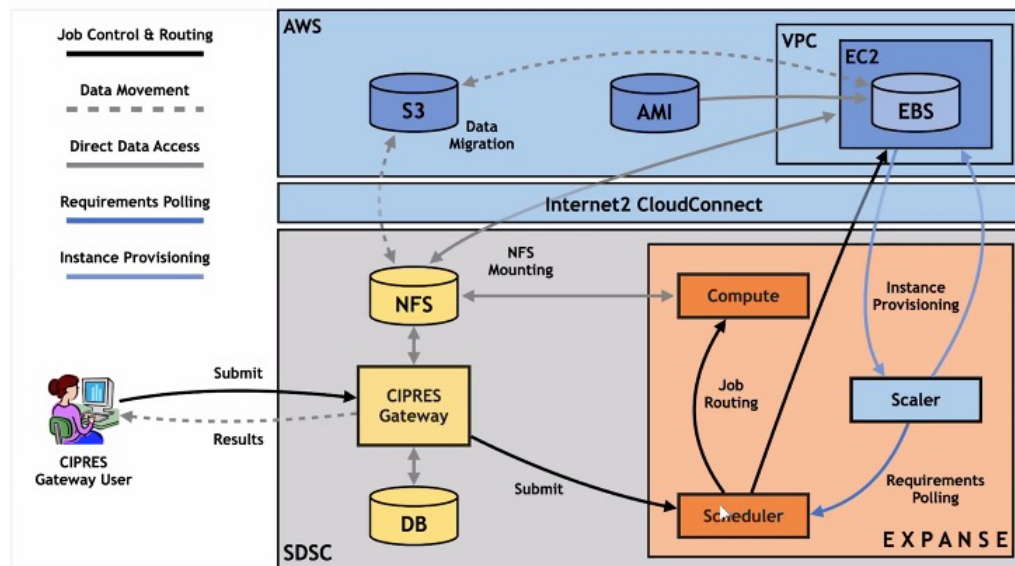 Job Control & Routing
Data Movement
Direct Data Access
Requirements Polling
Instance Provisioning
AWS
S3
Data
Migration
AMI
VPC
EC2
EBS
Internet2 CloudConnect
NFS
NFS
Mounting
Compute
Instance
Provisioning
Submit
CIPRES
Gateway
Results
Job
Routing
Scaler
CIPRES
Gateway User
Submit
Requirements
Polling
DB
Scheduler
SDSC
EXPANSE